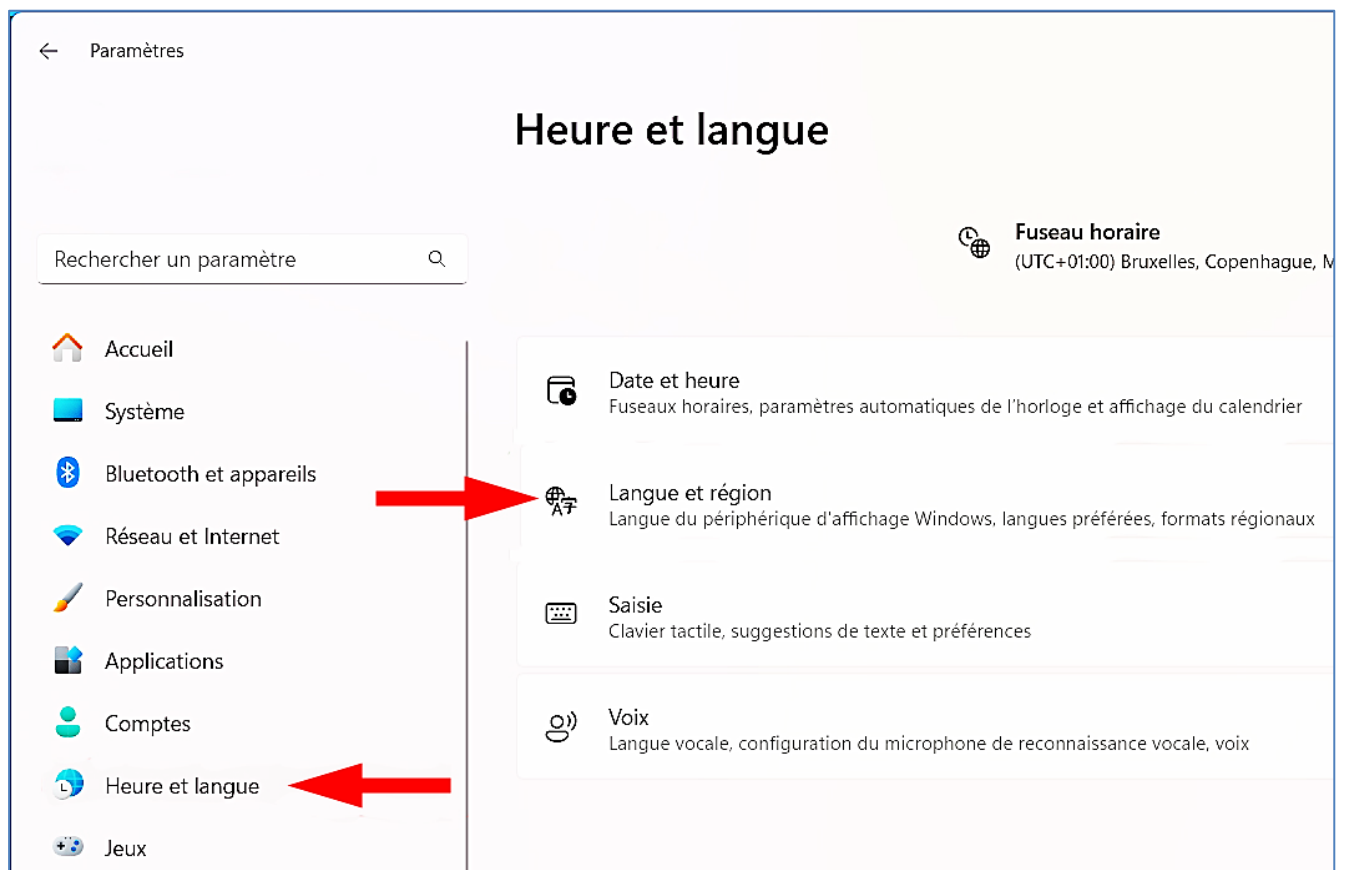 Paramètres
Heure et langue
Rechercher un paramètre
Fuseau horaire
(UTC+01:00) Bruxelles, Copenhague,
Accueil
Système
Bluetooth et appareils
Réseau et Internet
Personnalisation
Applications
Comptes
Heure et langue
Jeux
Date et heure
Fuseaux horaires, paramètres automatiques de l'horloge et affichage du calendrier
Langue et région
Langue du périphérique d'affichage Windows, langues préférées, formats régionaux
Saisie
Clavier tactile, suggestions de texte et préférences
Voix
Langue vocale, configuration du microphone de reconnaissance vocale, voix